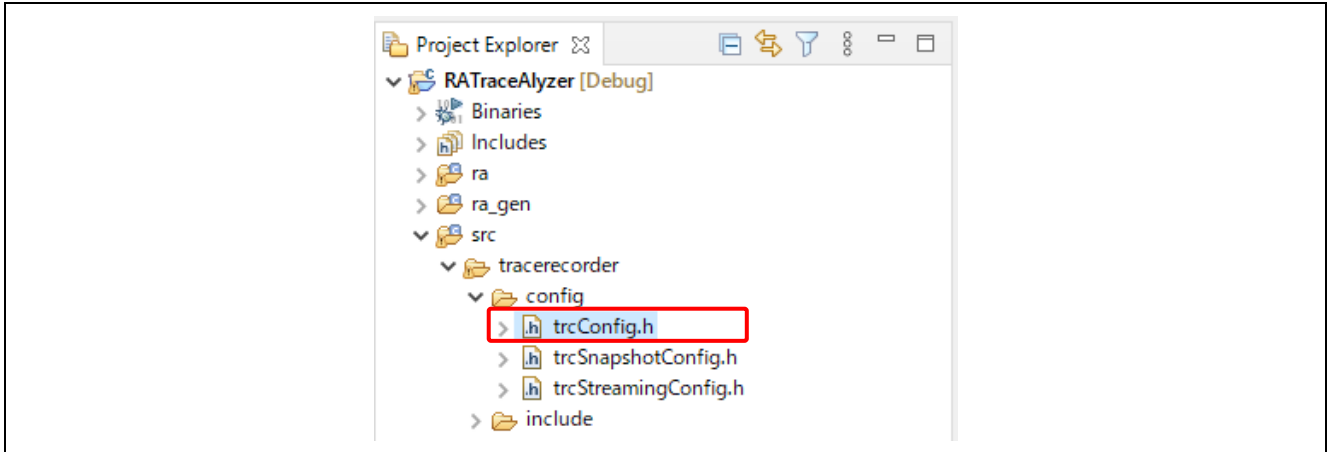 Project Explorer
RATraceAlyzer [Debug]
Binaries
Includes
ra
ra_gen
src
tracerecorder
config
.h trcConfig.h
.h trcSnapshotConfig.h
.h trcStreamingConfig.h
include